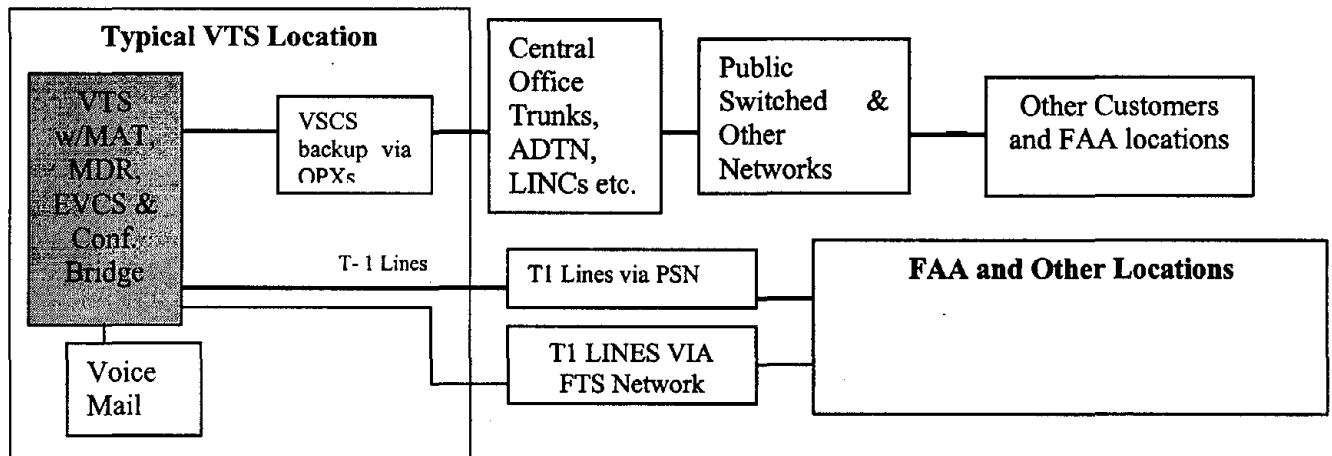 Typical VTS Location
VTS
w/MAT,
MDR,
EVCS &
Conf.
Bridge
VSCS
backup via
OPXs
Central
Office
Trunks,
ADTN,
LINCs etc.
Public
Switched &
Other
Networks
Other Customers
and FAA locations
T- 1 Lines
T1 Lines via PSN
FAA and Other Locations
T1 LINES VIA
FTS Network
Voice
Mail